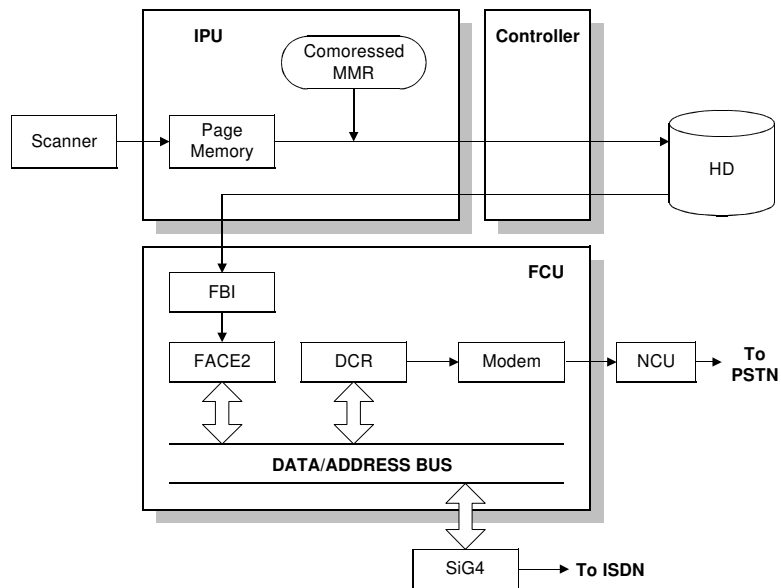 IPU
Controller
Comoressed
MMR
Scanner
Page
Memory
HD
FCU
FBI
FACE2
DCR
Modem
NCU
To
PSTN
DATA/ADDRESS BUS
SiG4
To ISDN